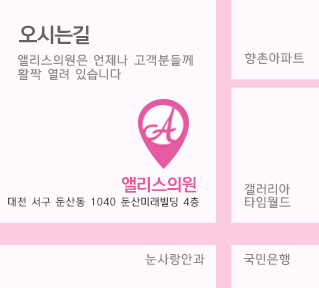 오시는길
앨리스의원은 언제나 고객분들께
활짝 열려 있습니다
향촌아파트
A
앨리스의원
대전 서구 둔산동 1040 둔산미래빌딩 4층
갤러리아
타임월드
눈사랑안과
국민은행